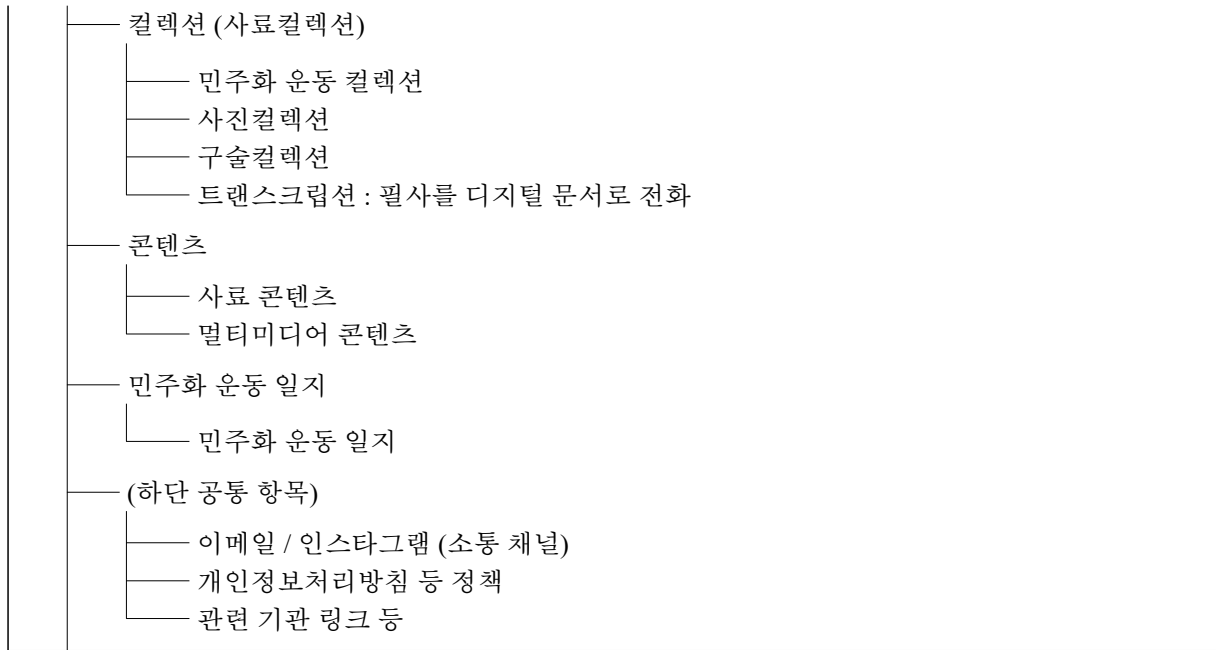 컬렉션 (사료컬렉션)
민주화 운동 컬렉션
사진컬렉션
구술컬렉션
트랜스크립션 : 필사를 디지털 문서로 전화
콘텐츠
사료 콘텐츠
멀티미디어 콘텐츠
민주화 운동 일지
민주화 운동 일지
(하단 공통 항목)
이메일 / 인스타그램 (소통 채널)
개인정보처리방침 등 정책
관련 기관 링크 등